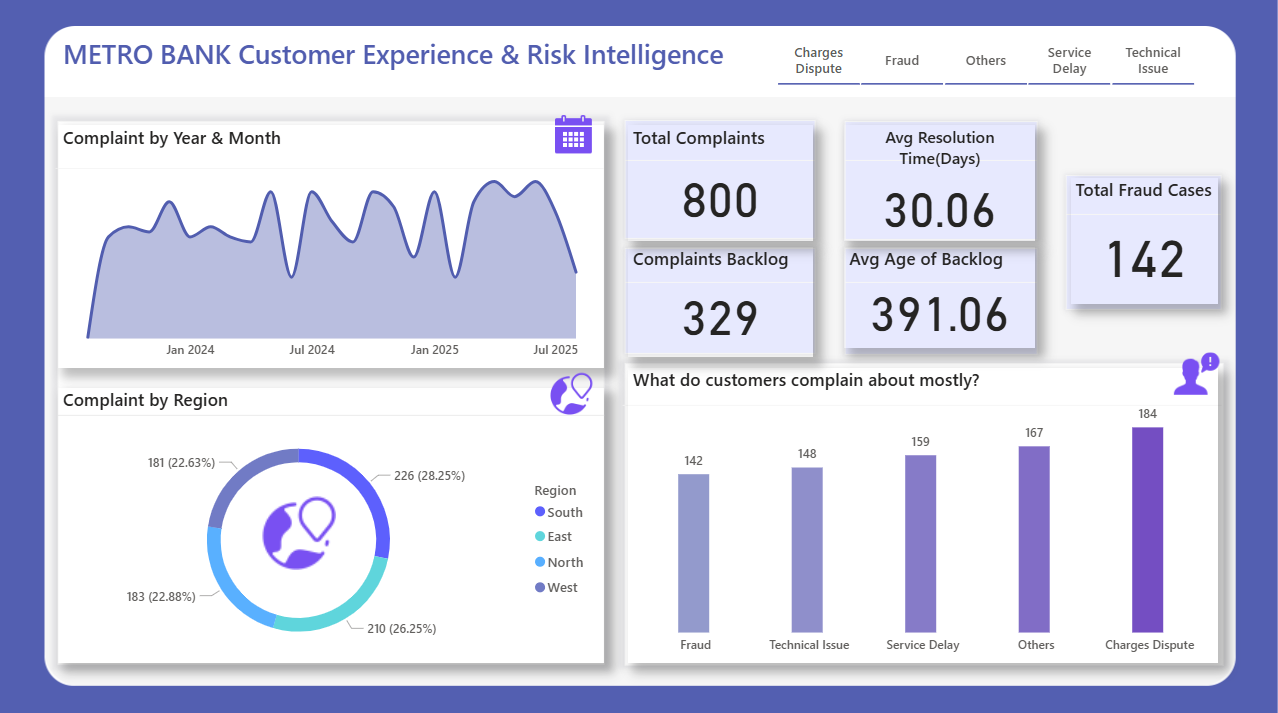 METRO BANK Customer Experience & Risk Intelligence
Charges
Dispute
Fraud
Others
Service
Delay
Technical
Issue
Complaint by Year & Month
Jan 2024
Jul 2024
Jan 2025
Jul 2025
Total Complaints
800
Avg Resolution
Time(Days)
30.06
Total Fraud Cases
142
Complaints Backlog
329
Avg Age of Backlog
391.06
Complaint by Region
181 (22.63%)
226 (28.25%)
183 (22.88%)
210 (26.25%)
Region
South
East
North
West
What do customers complain about mostly?
142
148
159
167
184
Fraud
Technical Issue
Service Delay
Others
Charges Dispute